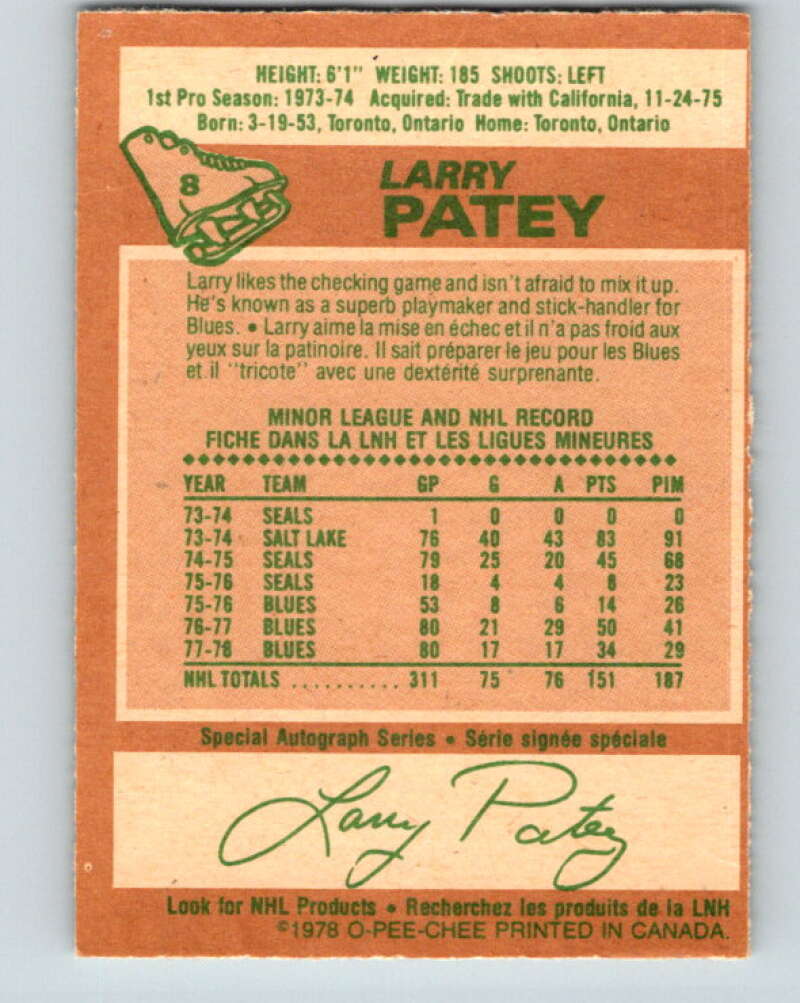 HEIGHT: 6'1" WEIGHT: 185 SHOOTS: LEFT
1st Pro Season: 1973-74 Acquired: Trade with California, 11-24-75
Born: 3-19-53, Toronto, Ontario Home: Toronto, Ontario
8
LARRY
PATEY
Larry likes the checking game and isn't afraid to mix it up.
He's known as a superb playmaker and stick-handler for
Blues. • Larry aime la mise en échec et il n'a pas froid aux
yeux sur la patinoire. Il sait préparer le jeu pour les Blues
et il "tricote" avec une dextérité surprenante.
MINOR LEAGUE AND NHL RECORD
FICHE DANS LA LNH ET LES LIGUES MINEURES
YEAR TEAM GP G A PTS PIM
73-74 SEALS 1 0 0 0 0
73-74 SALT LAKE 76 40 43 83 91
74-75 SEALS 79 25 20 45 68
75-76 SEALS 18 4 4 8 23
75-76 BLUES 53 8 6 14 26
76-77 BLUES 80 21 29 50 41
77-78 BLUES 80 17 17 34 29
NHL TOTALS .......... 311 75 76 151 187
Special Autograph Series • Série signée spéciale
Larry Patey
Look for NHL Products • Recherchez les produits de la LNH
©1978 O-PEE-CHEE PRINTED IN CANADA.